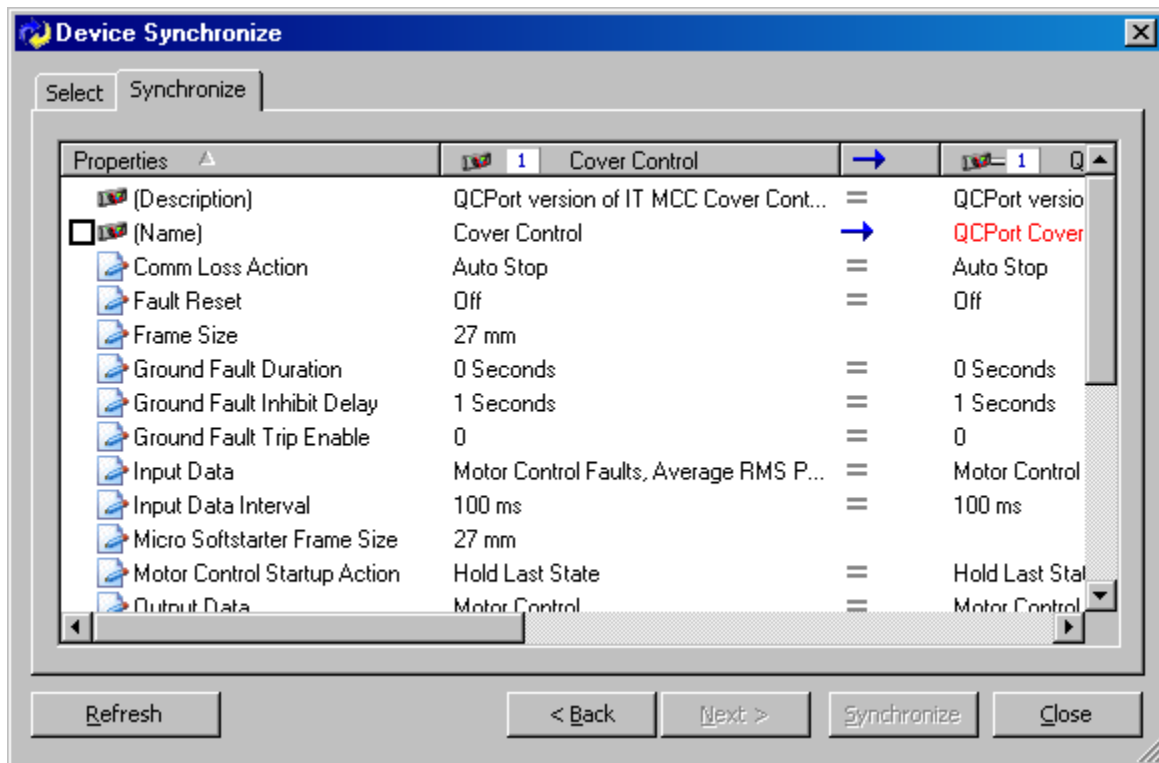 Device Synchronize
Select Synchronize
Properties 1 Cover Control 1 Q
(Description) QCPort version of IT MCC Cover Cont... = QCPort versio
(Name) Cover Control QCPort Cover
Comm Loss Action Auto Stop = Auto Stop
Fault Reset Off = Off
Frame Size 27 mm
Ground Fault Duration 0 Seconds = 0 Seconds
Ground Fault Inhibit Delay 1 Seconds = 1 Seconds
Ground Fault Trip Enable 0 = 0
Input Data Motor Control Faults, Average RMS P... = Motor Control
Input Data Interval 100 ms = 100 ms
Micro Softstarter Frame Size 27 mm
Motor Control Startup Action Hold Last State = Hold Last Stat
Output Data Motor Control = Motor Control
Refresh < Back Next > Synchronize Close